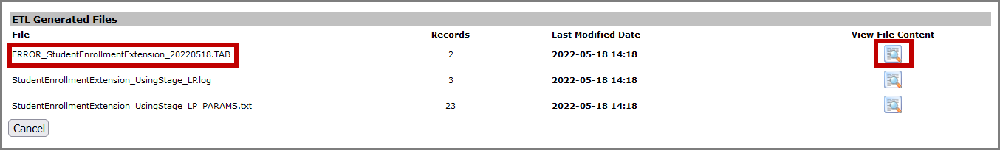 ETL Generated Files
File Records Last Modified Date View File Content
ERROR_StudentEnrollmentExtension_20220518.TAB 2 2022-05-18 14:18
StudentEnrollmentExtension_UsingStage_LP.log 3 2022-05-18 14:18
StudentEnrollmentExtension_UsingStage_LP_PARAMS.txt 23 2022-05-18 14:18
Cancel